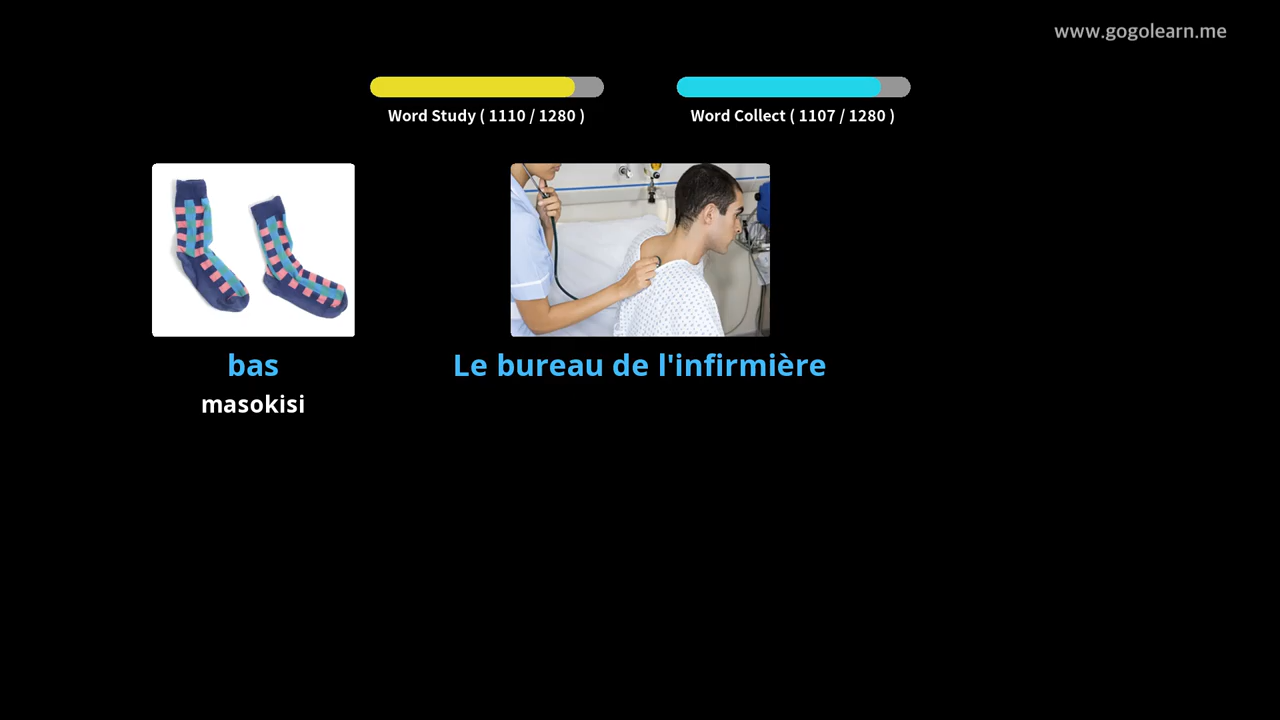 www.gogolearn.me
Word Study ( 1110 / 1280 )
Word Collect ( 1107 / 1280 )
bas
masokisi
Le bureau de l'infirmière